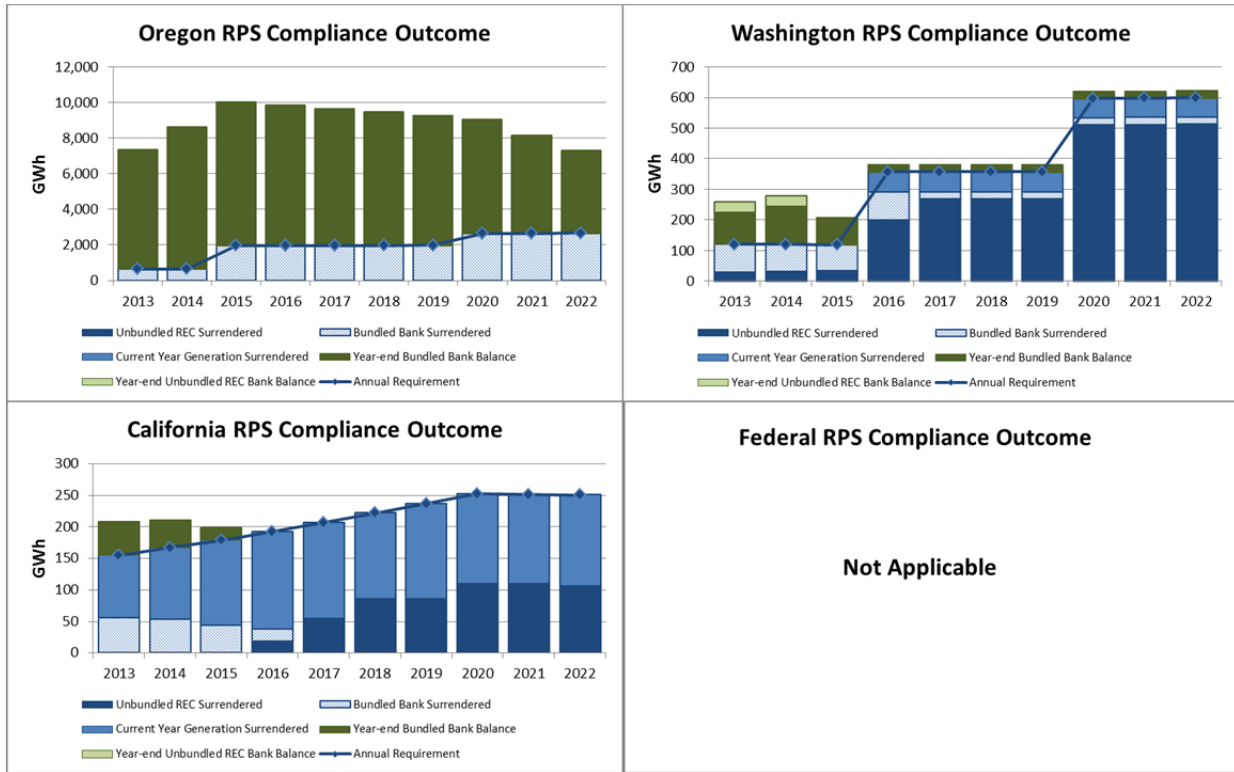 Oregon RPS Compliance Outcome
GWh
12,000
10,000
8,000
6,000
4,000
2,000
0
2013 2014 2015 2016 2017 2018 2019 2020 2021 2022
Unbundled REC Surrendered Bundled Bank Surrendered
Current Year Generation Surrendered Year-end Bundled Bank Balance
Year-end Unbundled REC Bank Balance Annual Requirement
Washington RPS Compliance Outcome
GWh
700
600
500
400
300
200
100
0
2013 2014 2015 2016 2017 2018 2019 2020 2021 2022
Unbundled REC Surrendered Bundled Bank Surrendered
Current Year Generation Surrendered Year-end Bundled Bank Balance
Year-end Unbundled REC Bank Balance Annual Requirement
California RPS Compliance Outcome
GWh
300
250
200
150
100
50
0
2013 2014 2015 2016 2017 2018 2019 2020 2021 2022
Unbundled REC Surrendered Bundled Bank Surrendered
Current Year Generation Surrendered Year-end Bundled Bank Balance
Year-end Unbundled REC Bank Balance Annual Requirement
Federal RPS Compliance Outcome
Not Applicable